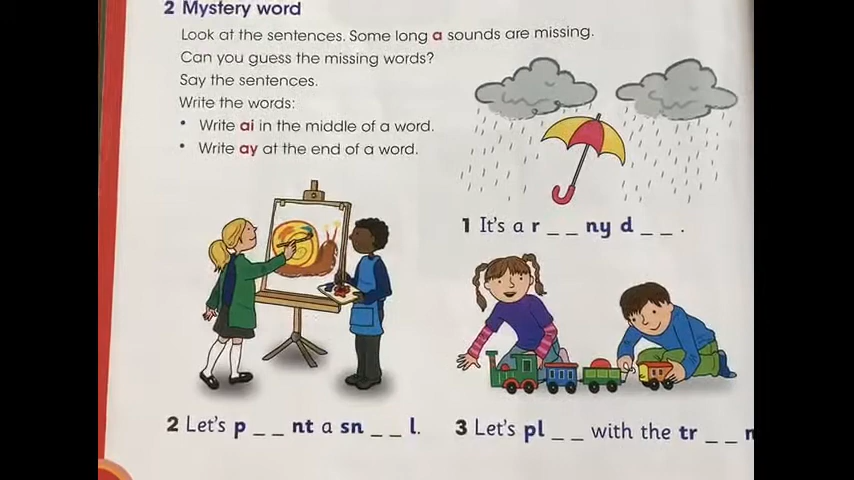 2 Mystery word
Look at the sentences. Some long a sounds are missing.
Can you guess the missing words?
Say the sentences.
Write the words:
• Write ai in the middle of a word.
• Write ay at the end of a word.
1 It's a r _ _ ny d _ _ .
2 Let's p _ _ nt a sn _ _ l.
3 Let's pl _ _ with the tr _ _ n